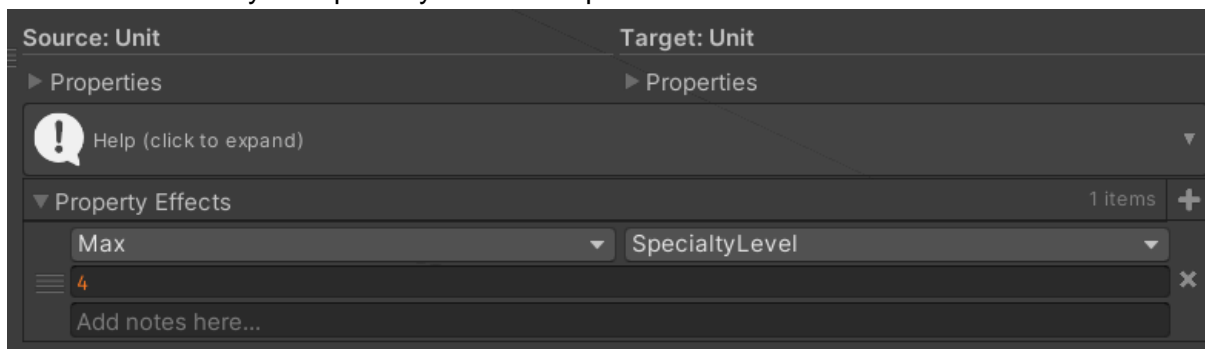 Source: Unit
Target: Unit
Properties
Properties
Help (click to expand)
Property Effects
1 items
Max
SpecialtyLevel
4
Add notes here...